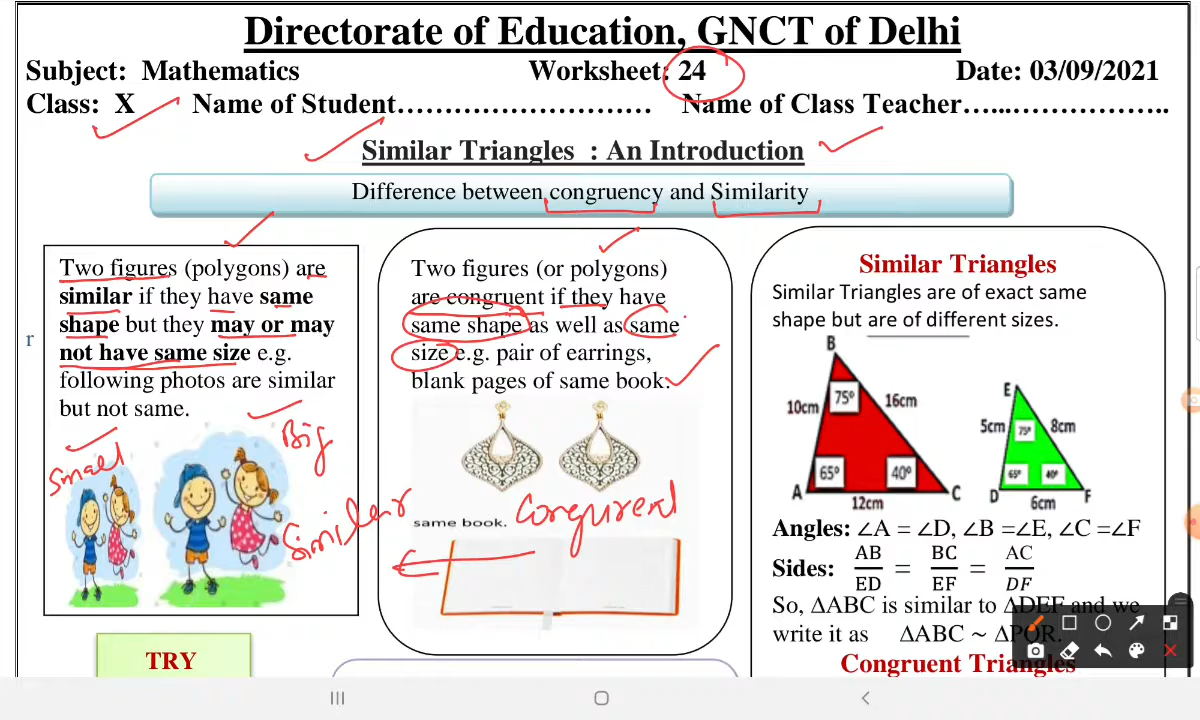 Directorate of Education, GNCT of Delhi
Subject: Mathematics Worksheet: 24 Date: 03/09/2021
Class: X Name of Student………………………… Name of Class Teacher…...……………..
Similar Triangles : An Introduction
Difference between congruency and Similarity
Two figures (polygons) are
similar if they have same
shape but they may or may
not have same size e.g.
following photos are similar
but not same.
Small
Big
Similar
r
Two figures (or polygons)
are congruent if they have
same shape as well as same
size e.g. pair of earrings,
blank pages of same book.
same book.
Congurend
Similar Triangles
Similar Triangles are of exact same
shape but are of different sizes.
B
75°
10cm
16cm
65°
40°
A
C
12cm
E
5cm
75°
8cm
65°
40°
D
F
6cm
Angles: ∠A = ∠D, ∠B =∠E, ∠C =∠F
Sides: AB/ED = BC/EF = AC/DF
So, ΔABC is similar to ΔDEF and we
write it as ΔABC ~ ΔPQR.
Congruent Triangles
TRY